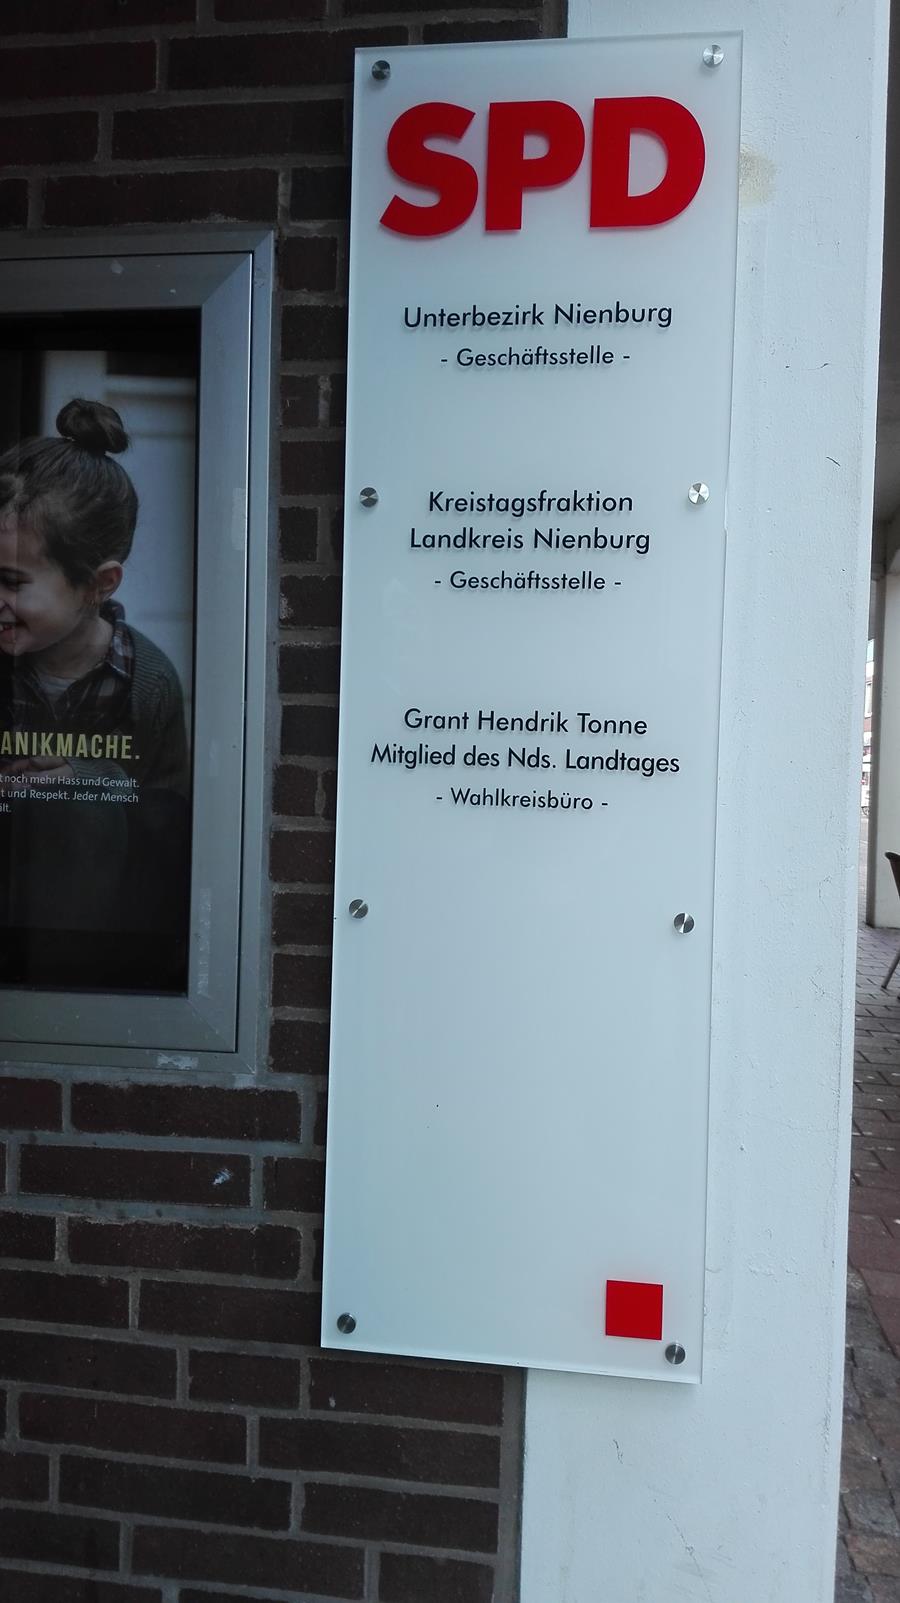 SPD
Unterbezirk Nienburg
- Geschäftsstelle -
Kreistagsfraktion
Landkreis Nienburg
- Geschäftsstelle -
Grant Hendrik Tonne
Mitglied des Nds. Landtages
- Wahlkreisbüro -
ANIKMACHE.
t noch mehr Hass und Gewalt.
t und Respekt. Jeder Mensch